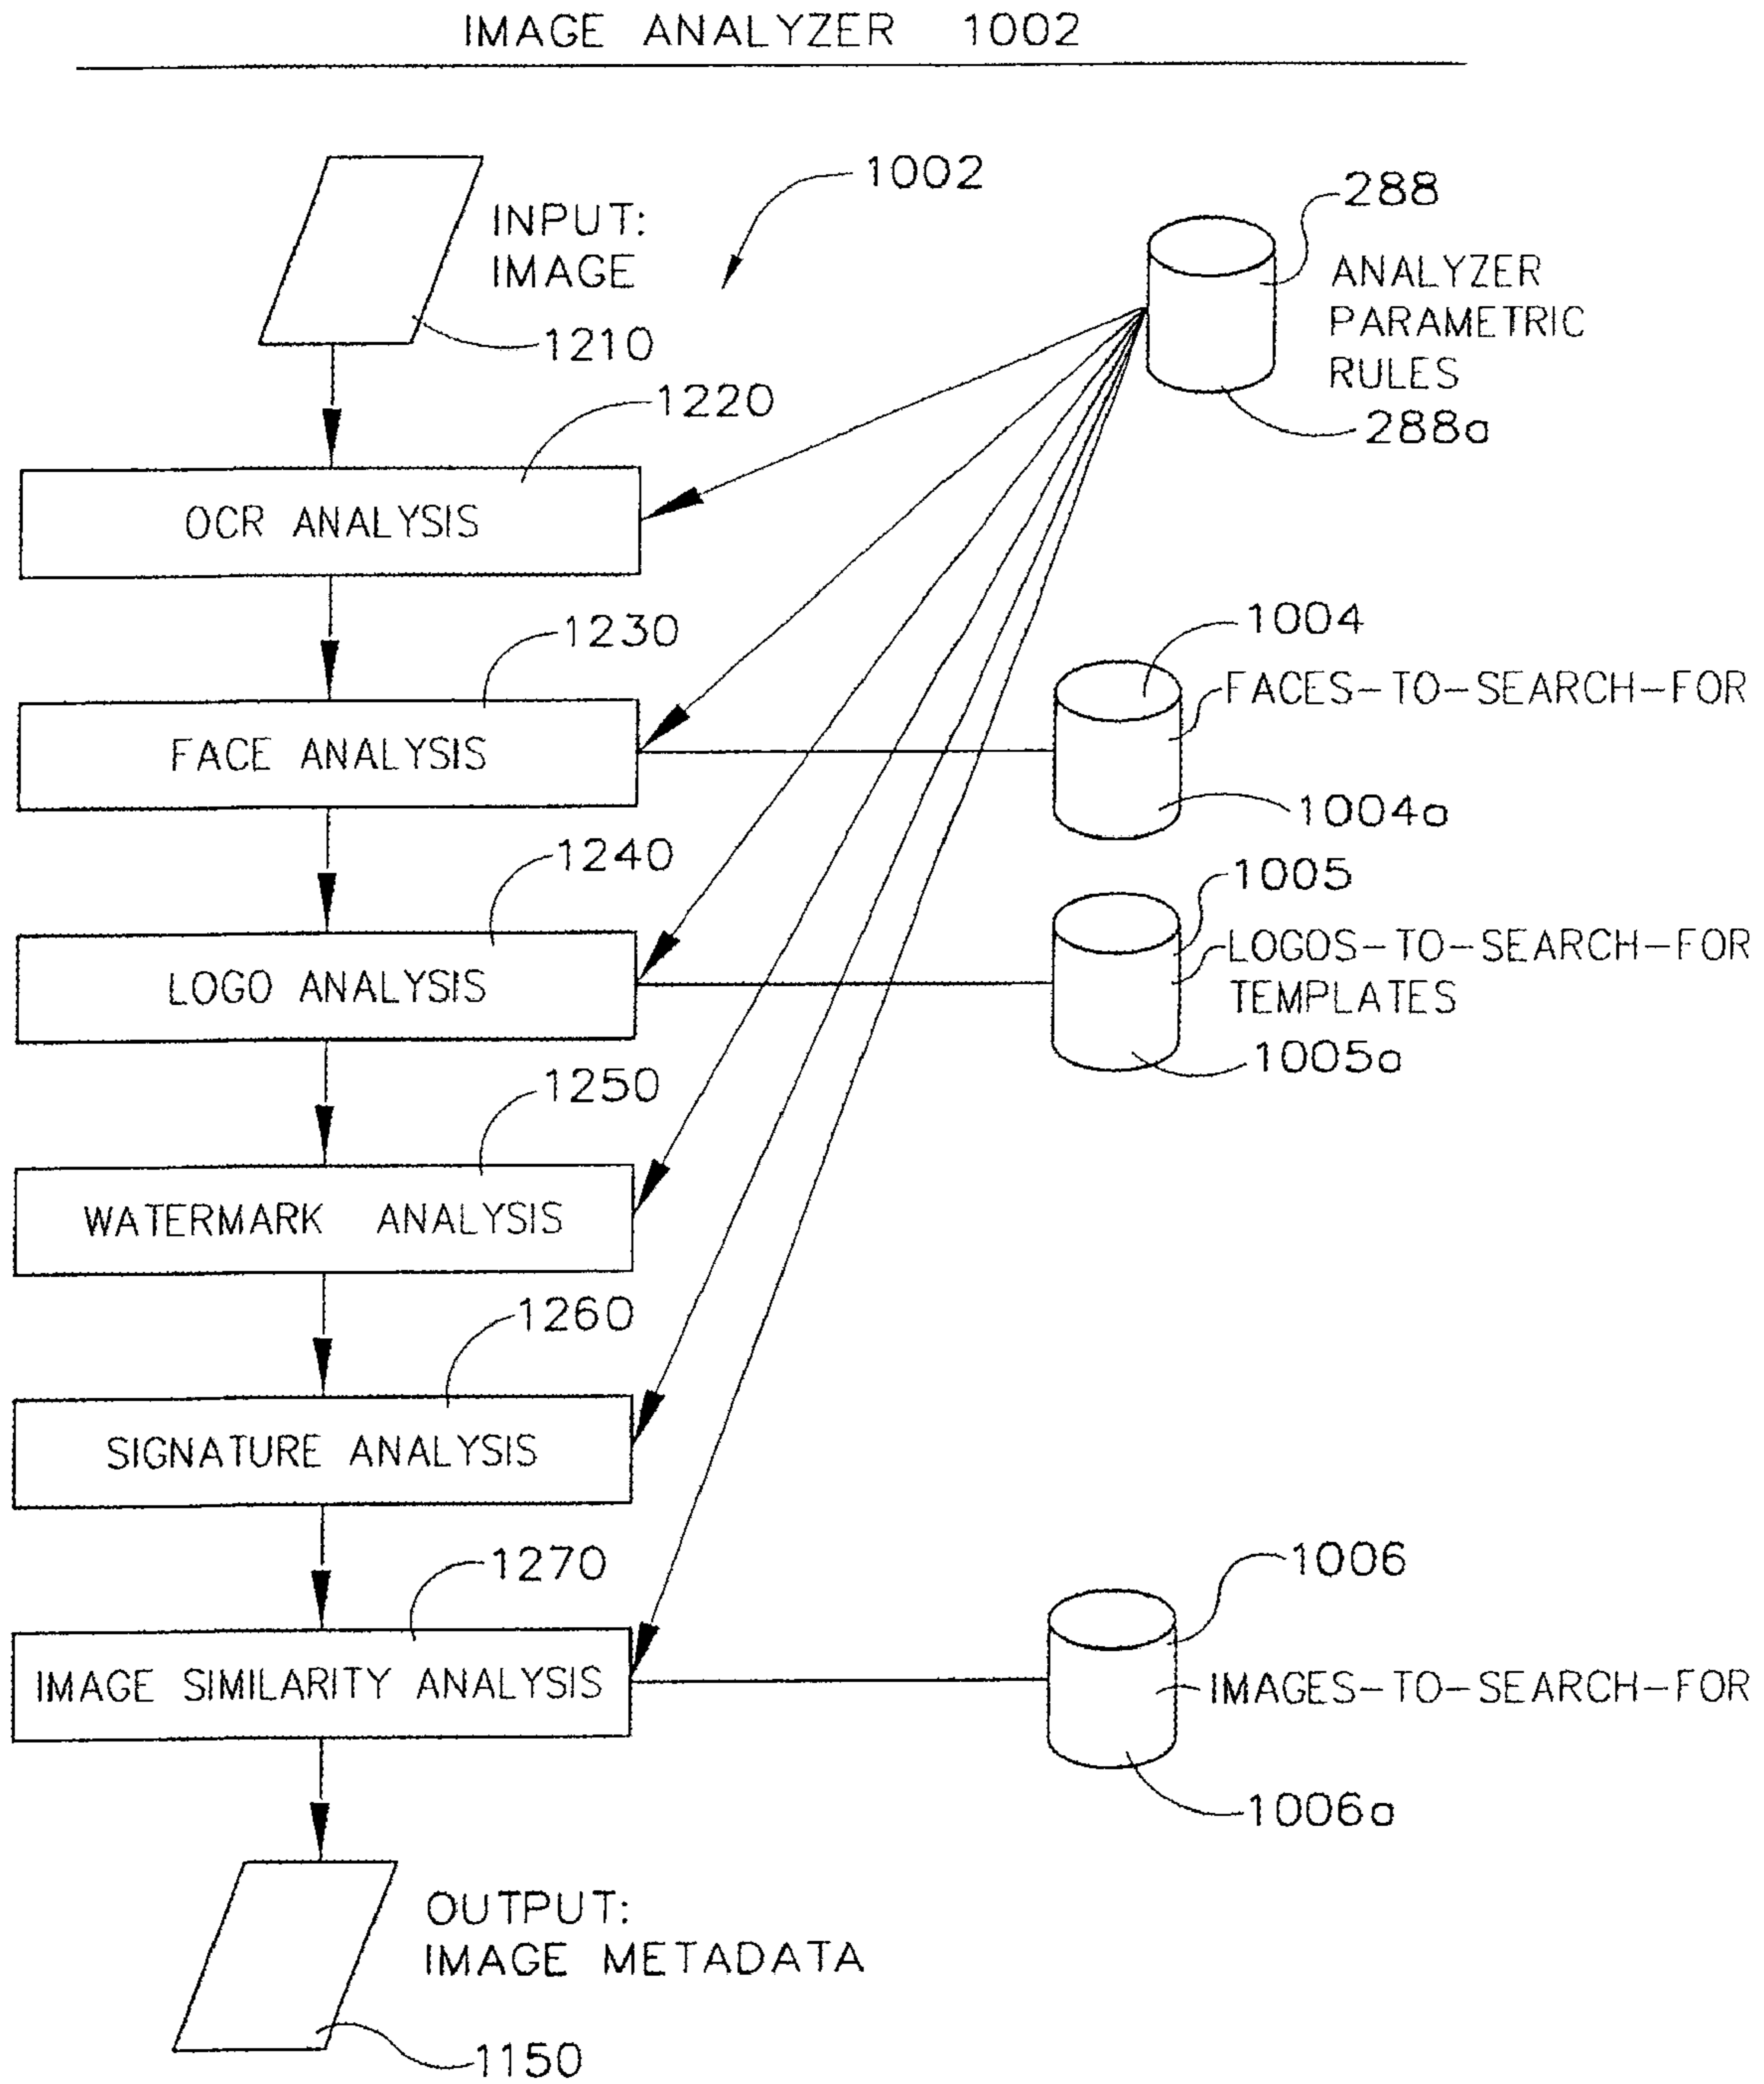 IMAGE ANALYZER 1002
1002
288
INPUT:
IMAGE
ANALYZER
PARAMETRIC
RULES
1210
1220
288a
OCR ANALYSIS
1230
1004
FACES-TO-SEARCH-FOR
FACE ANALYSIS
1004a
1240
1005
LOGOS-TO-SEARCH-FOR
TEMPLATES
LOGO ANALYSIS
1005a
1250
WATERMARK ANALYSIS
1260
SIGNATURE ANALYSIS
1270
1006
IMAGE SIMILARITY ANALYSIS
IMAGES-TO-SEARCH-FOR
1006a
OUTPUT:
IMAGE METADATA
1150